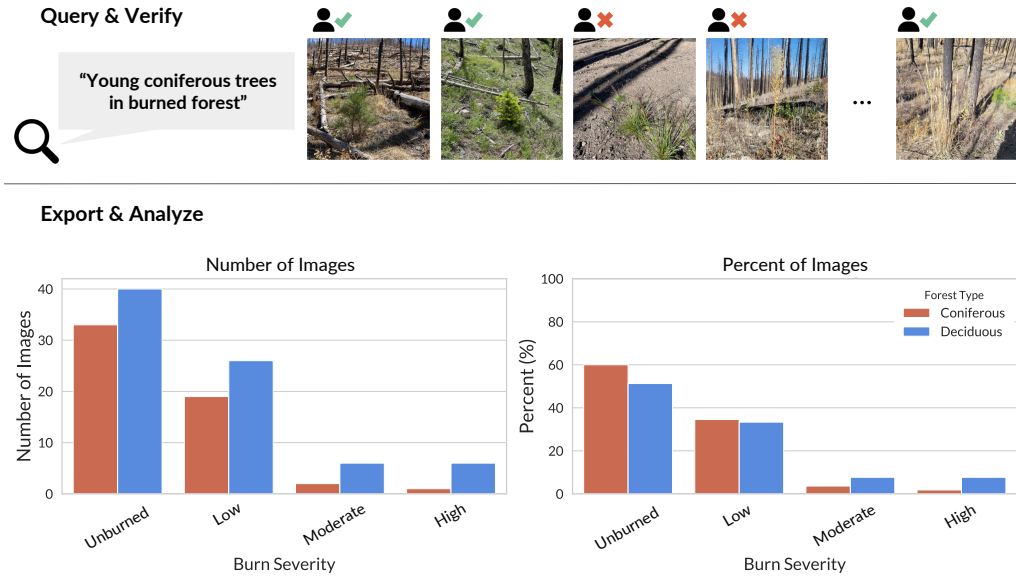 Query & Verify
“Young coniferous trees
in burned forest”
...
Export & Analyze
Number of Images
Number of Images
40
30
20
10
0
Unburned
Low
Moderate
High
Burn Severity
Percent of Images
Percent (%)
100
80
60
40
20
0
Forest Type
Coniferous
Deciduous
Unburned
Low
Moderate
High
Burn Severity